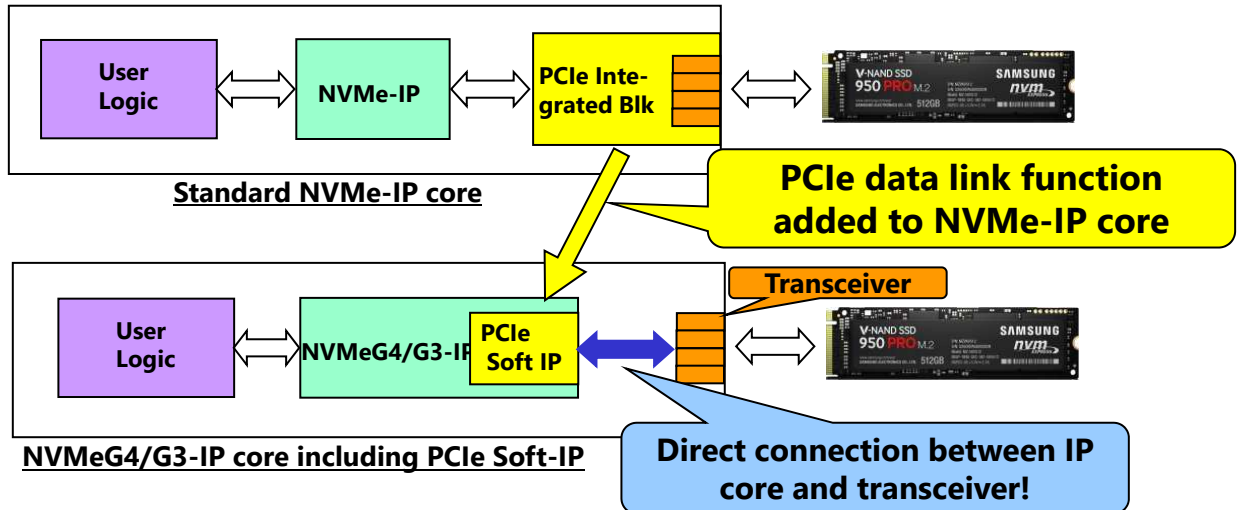 User
Logic
NVMe-IP
PCIe Inte-
grated Blk
V-NAND SSD
950 PRO M.2
SAMSUNG
nvm
EXPRESS
512GB
Standard NVMe-IP core
PCIe data link function
added to NVMe-IP core
Transceiver
User
Logic
NVMeG4/G3-IP
PCIe
Soft IP
V-NAND SSD
950 PRO M.2
SAMSUNG
nvm
EXPRESS
512GB
NVMeG4/G3-IP core including PCIe Soft-IP
Direct connection between IP
core and transceiver!